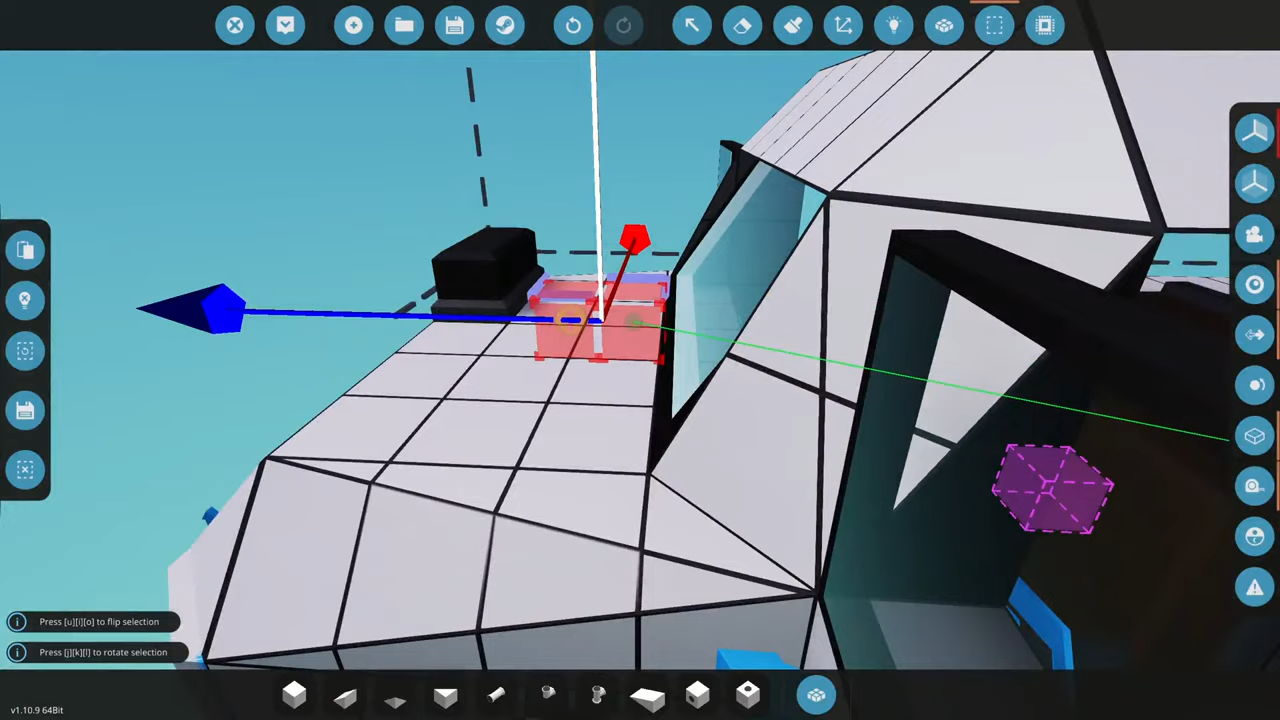 Press [u][i][o] to flip selection
Press [j][k][l] to rotate selection
v1.10.9 64Bit